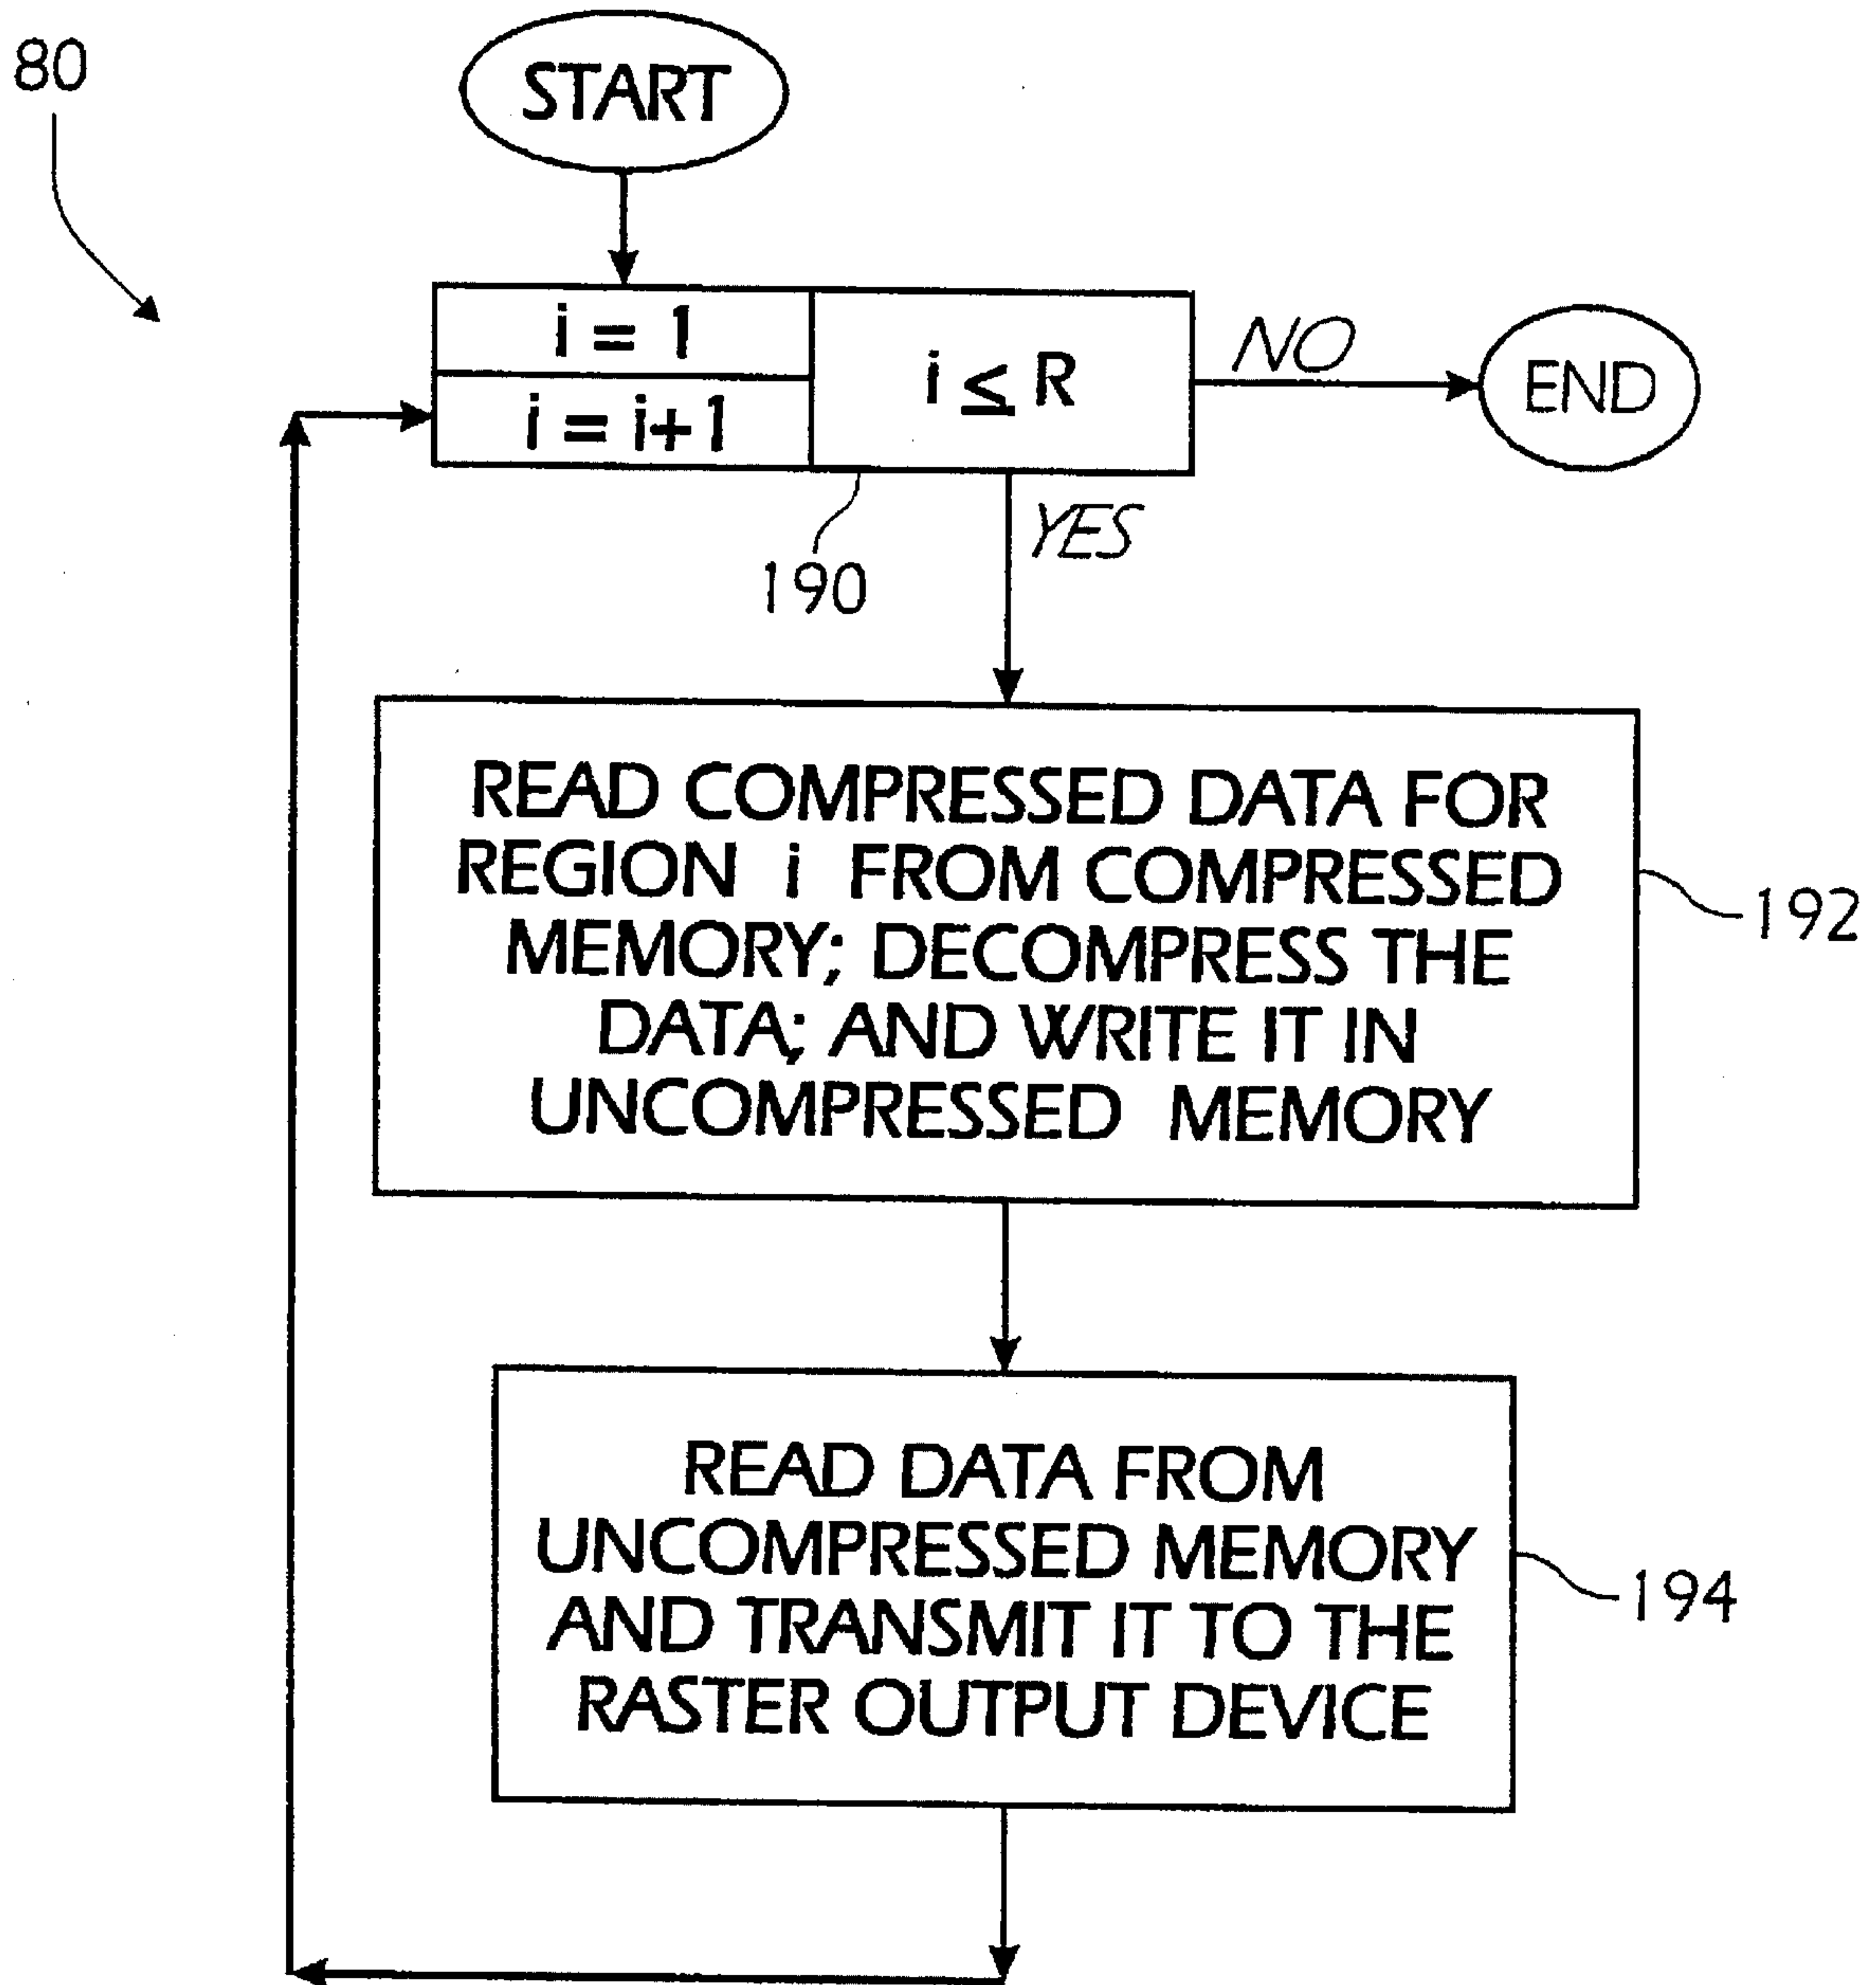 80
START
i = 1
i = i+1
i ≤ R
NO
END
YES
190
READ COMPRESSED DATA FOR
REGION i FROM COMPRESSED
MEMORY; DECOMPRESS THE
DATA; AND WRITE IT IN
UNCOMPRESSED MEMORY
192
READ DATA FROM
UNCOMPRESSED MEMORY
AND TRANSMIT IT TO THE
RASTER OUTPUT DEVICE
194